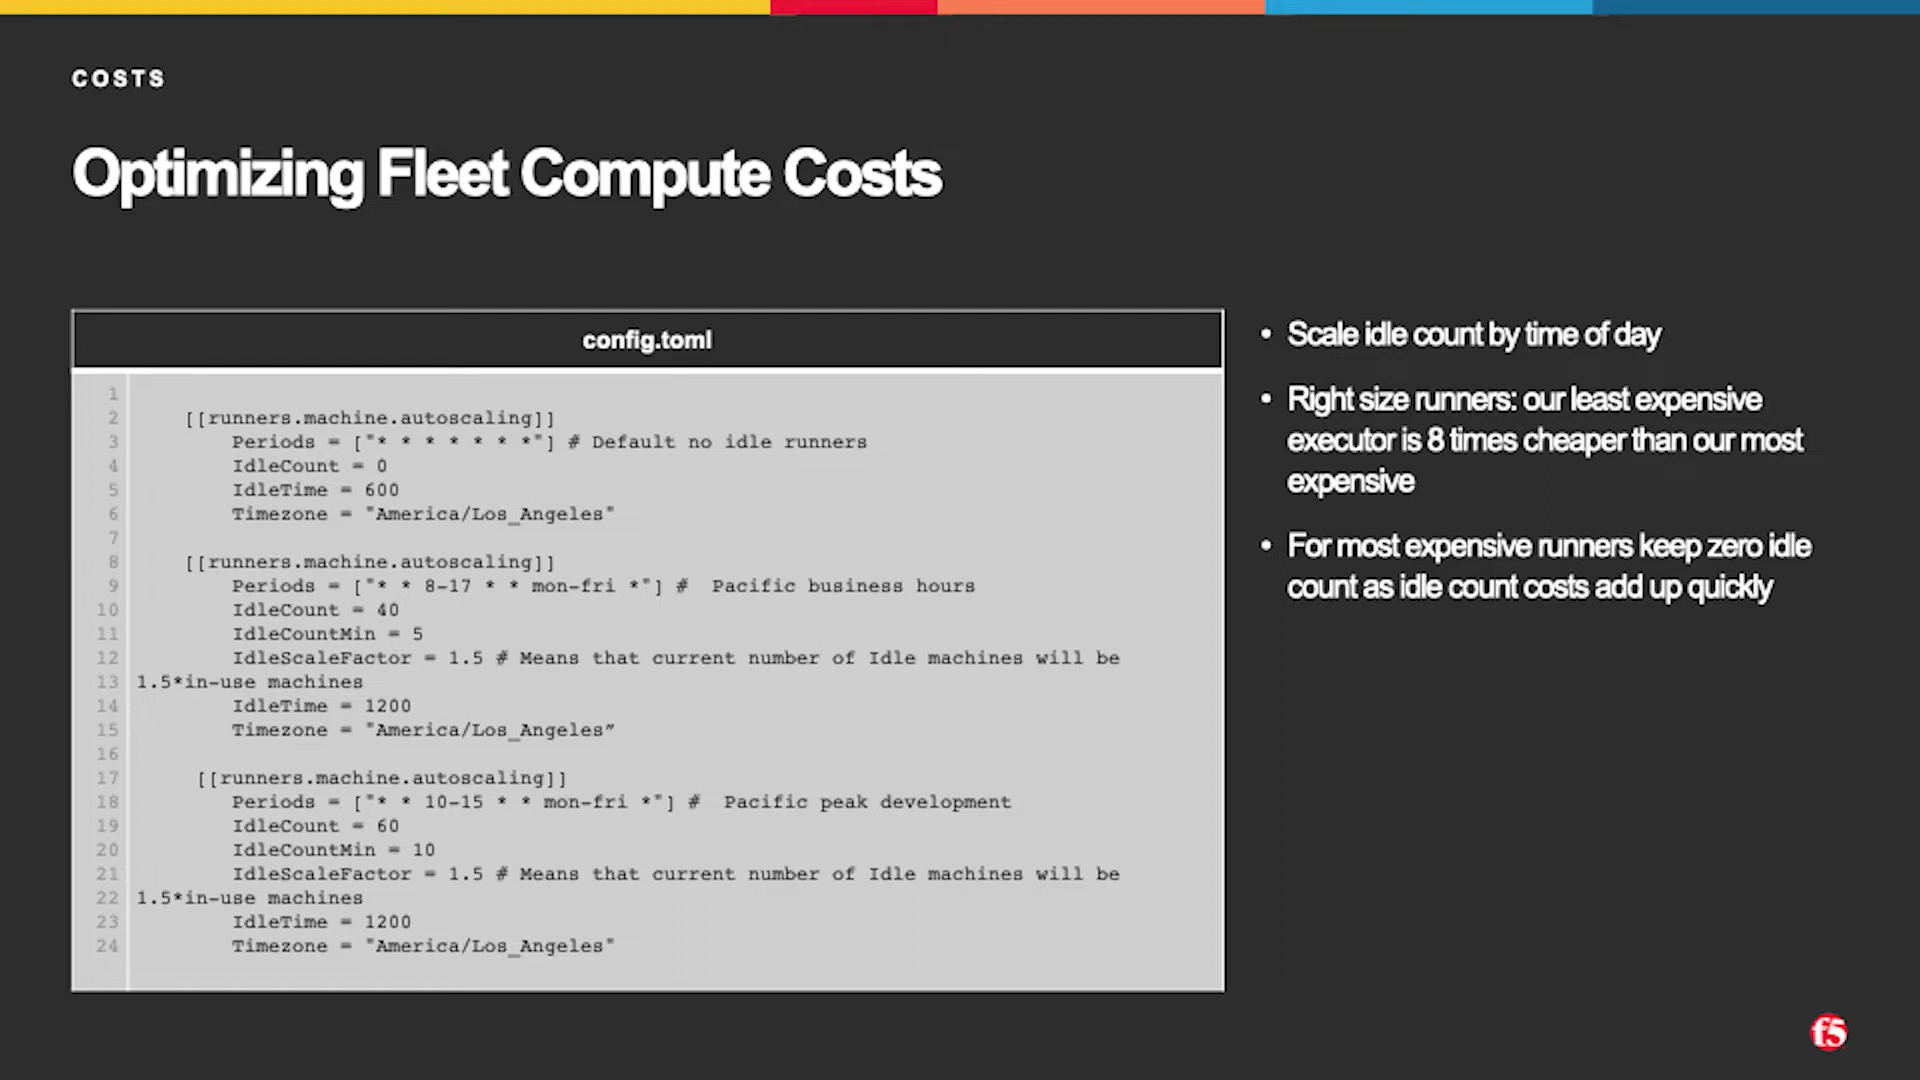 COSTS
Optimizing Fleet Compute Costs
config.toml
1
2 [[runners.machine.autoscaling]]
3 Periods = ["* * * * * * *"] # Default no idle runners
4 IdleCount = 0
5 IdleTime = 600
6 Timezone = "America/Los_Angeles"
7
8 [[runners.machine.autoscaling]]
9 Periods = ["* * 8-17 * * mon-fri *"] #  Pacific business hours
10 IdleCount = 40
11 IdleCountMin = 5
12 IdleScaleFactor = 1.5 # Means that current number of Idle machines will be
13 1.5*in-use machines
14 IdleTime = 1200
15 Timezone = "America/Los_Angeles”
16
17 [[runners.machine.autoscaling]]
18 Periods = ["* * 10-15 * * mon-fri *"] #  Pacific peak development
19 IdleCount = 60
20 IdleCountMin = 10
21 IdleScaleFactor = 1.5 # Means that current number of Idle machines will be
22 1.5*in-use machines
23 IdleTime = 1200
24 Timezone = "America/Los_Angeles"
• Scale idle count by time of day
• Right size runners: our least expensive
executor is 8 times cheaper than our most
expensive
• For most expensive runners keep zero idle
count as idle count costs add up quickly
f5